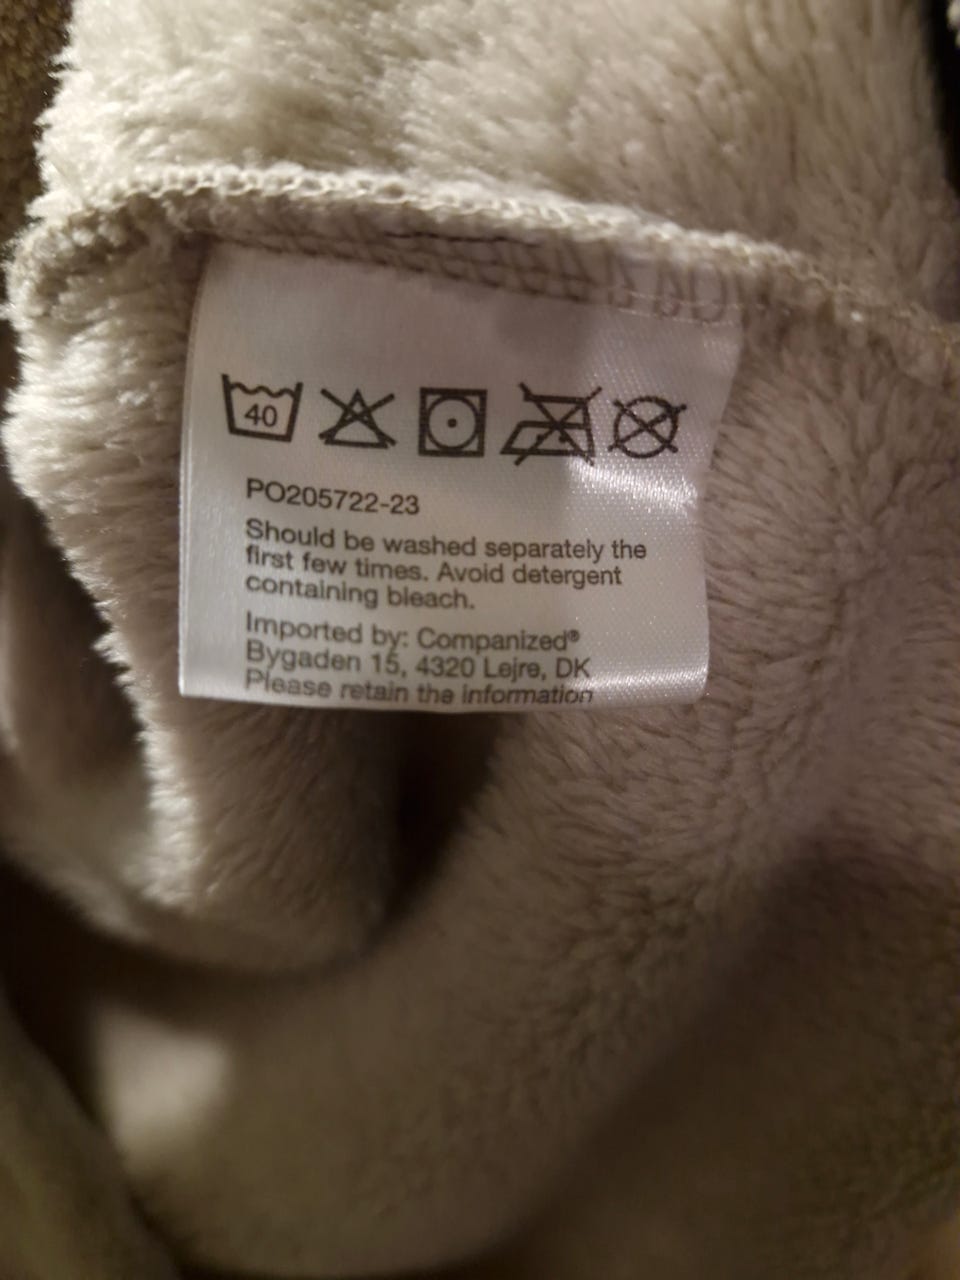 40
PO205722-23
Should be washed separately the
first few times. Avoid detergent
containing bleach.
Imported by: Companized®
Bygaden 15, 4320 Lejre, DK
Please retain the information